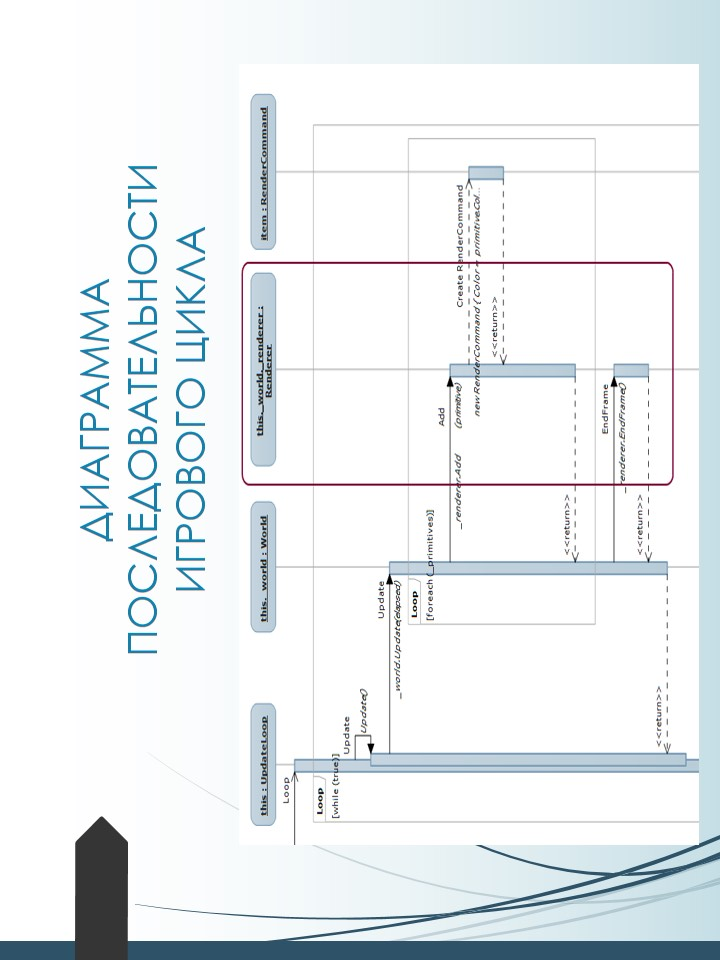 ДИАГРАММА
ПОСЛЕДОВАТЕЛЬНОСТИ
ИГРОВОГО ЦИКЛА
this : UpdateLoop
this._world : World
this._world._renderer :
Renderer
item : RenderCommand
Loop
Loop
[while (true)]
Update
Update()
Update
_world.Update(elapsed)
Loop
[foreach (_primitives)]
Add
_renderer.Add (primitive)
Create RenderCommand
new RenderCommand { Color = primitive.Col...
<<return>>
<<return>>
EndFrame
_renderer.EndFrame()
<<return>>
<<return>>